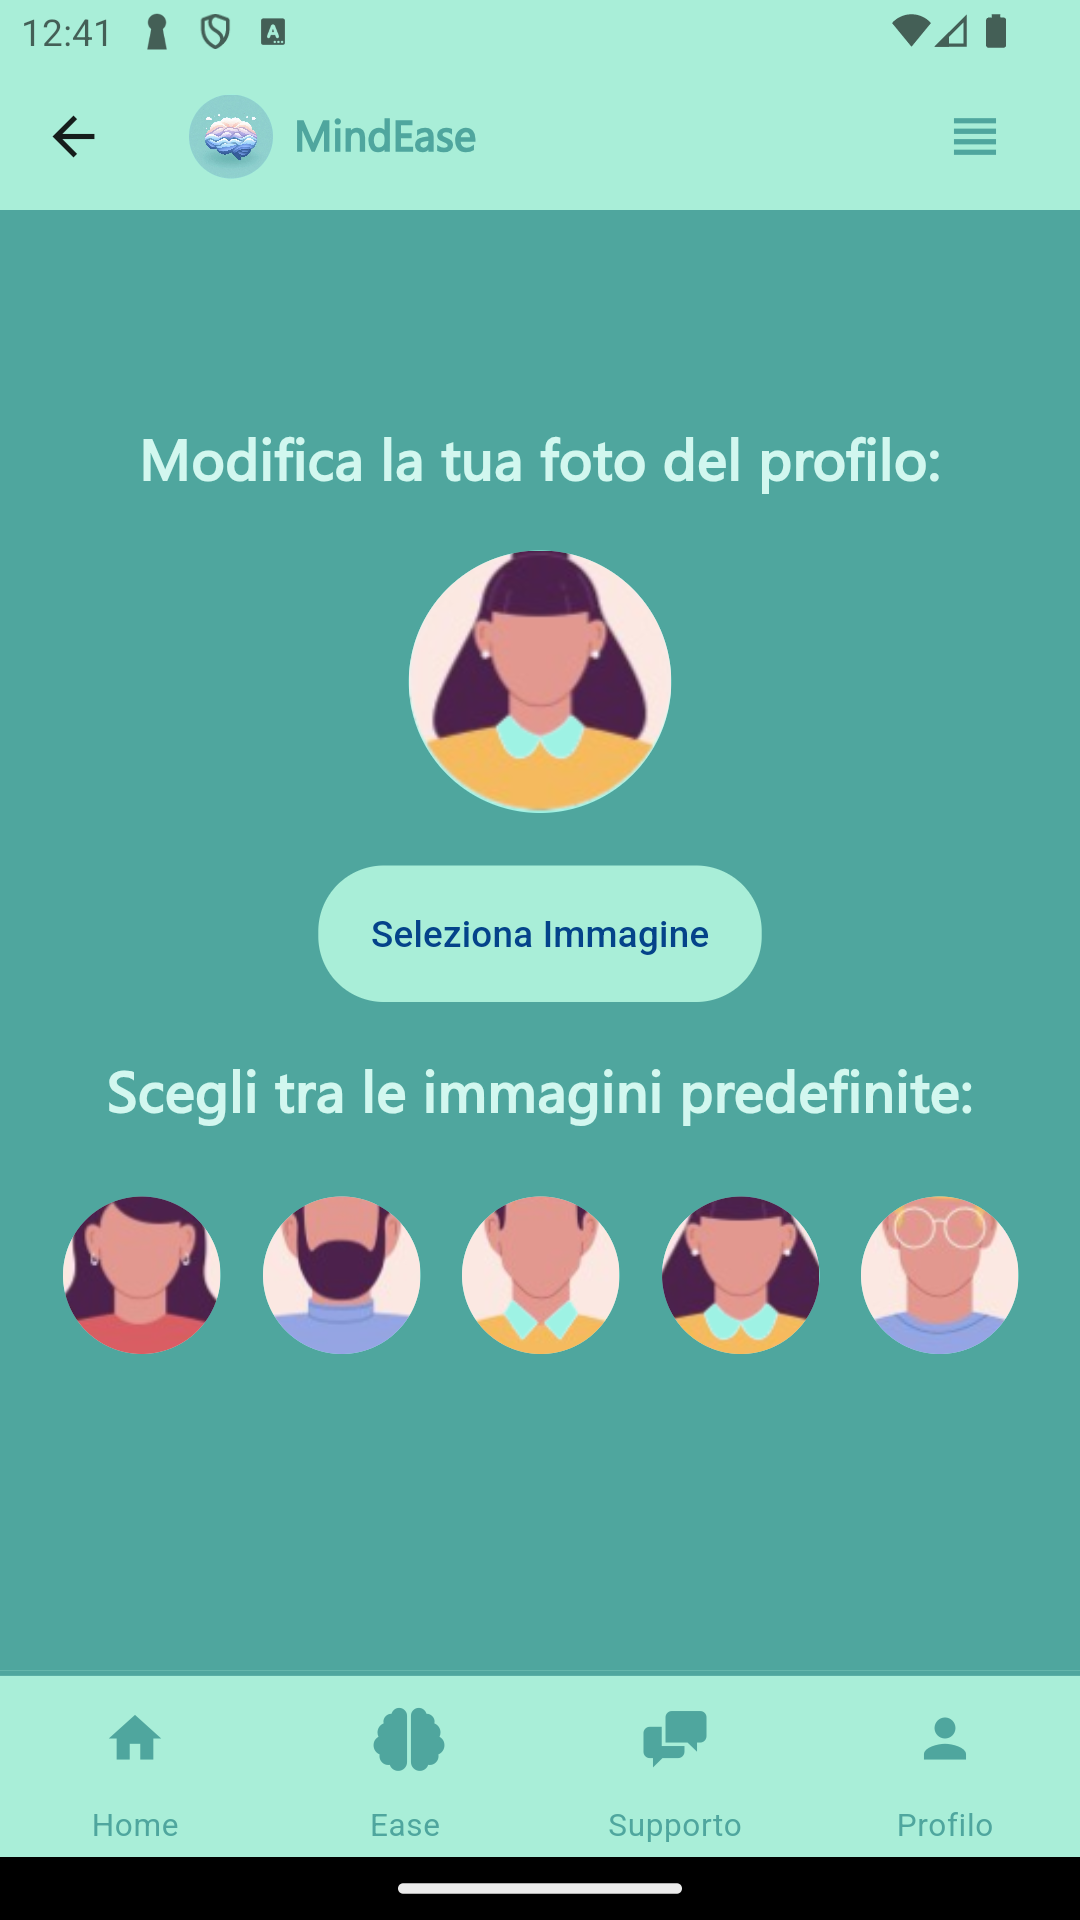 12:41
MindEase
Modifica la tua foto del profilo:
Seleziona Immagine
Scegli tra le immagini predefinite:
Home
Ease
Supporto
Profilo